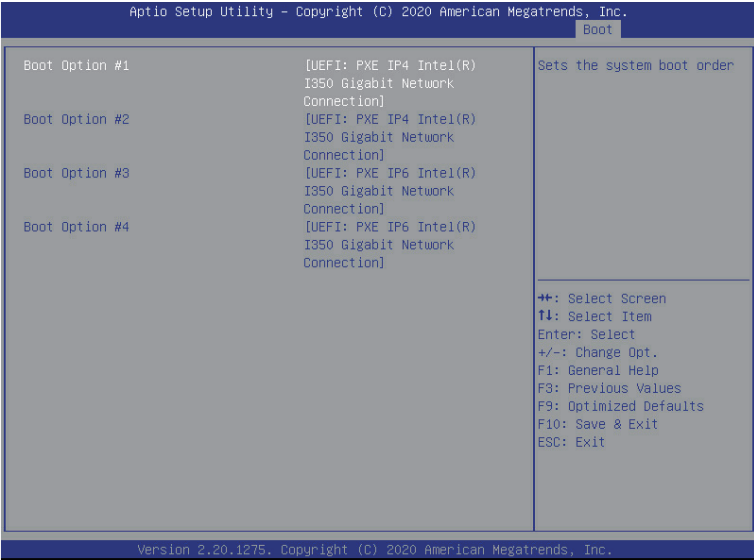 Aptio Setup Utility – Copyright (C) 2020 American Megatrends, Inc.
Boot
Boot Option #1 [UEFI: PXE IP4 Intel(R)
I350 Gigabit Network
Connection]
Boot Option #2 [UEFI: PXE IP4 Intel(R)
I350 Gigabit Network
Connection]
Boot Option #3 [UEFI: PXE IP6 Intel(R)
I350 Gigabit Network
Connection]
Boot Option #4 [UEFI: PXE IP6 Intel(R)
I350 Gigabit Network
Connection]
Sets the system boot order
→←: Select Screen
↑↓: Select Item
Enter: Select
+/-: Change Opt.
F1: General Help
F3: Previous Values
F9: Optimized Defaults
F10: Save & Exit
ESC: Exit
Version 2.20.1275. Copyright (C) 2020 American Megatrends, Inc.